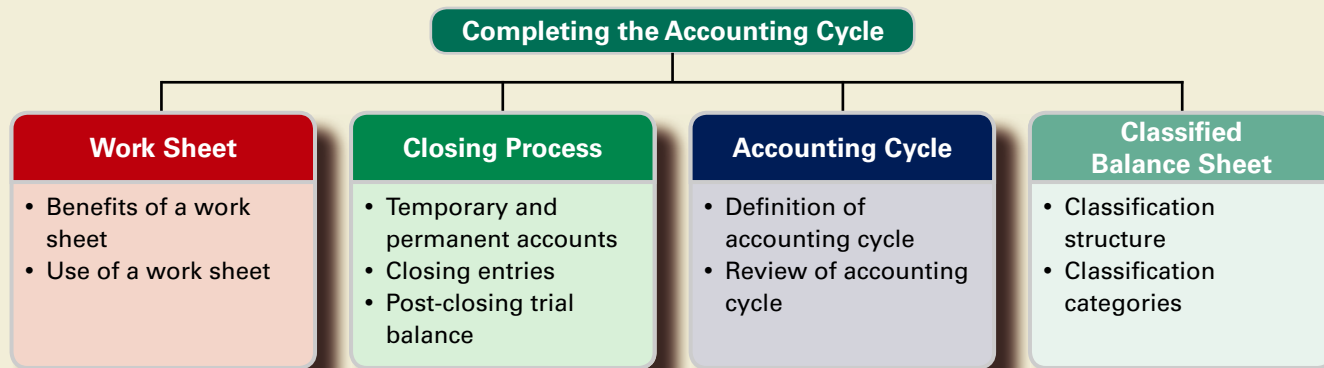 Completing the Accounting Cycle
Work Sheet
• Benefits of a work
sheet
• Use of a work sheet
Closing Process
• Temporary and
permanent accounts
• Closing entries
• Post-closing trial
balance
Accounting Cycle
• Definition of
accounting cycle
• Review of accounting
cycle
Classified
Balance Sheet
• Classification
structure
• Classification
categories